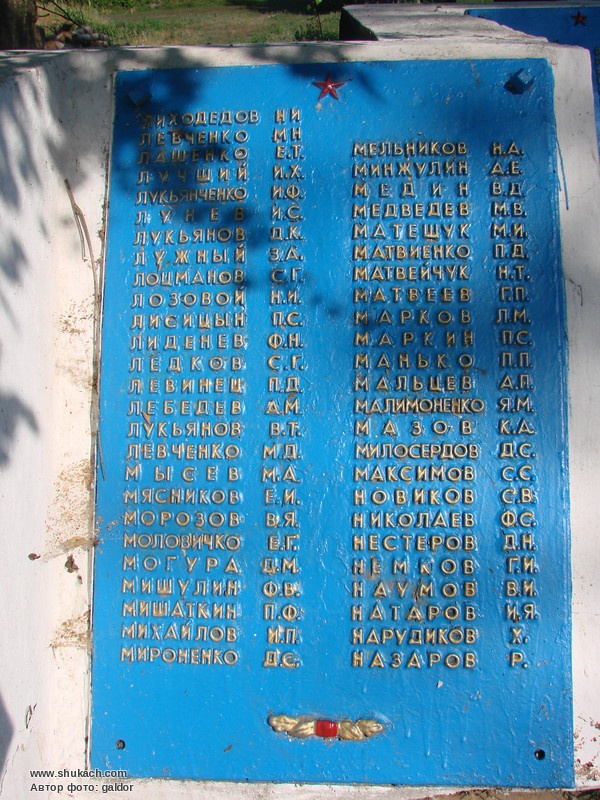 ЛИХОДЕДОВ Н.И
ЛЕВЧЕНКО М.Н
ЛАЩЕНКО Е.Т.
ЛУЧШИЙ И.Х.
ЛУКЬЯНЧЕНКО И.Ф.
ЛУНЕВ И.С.
ЛУКЬЯНОВ Д.К.
ЛУЖНЫЙ З.А.
ЛОЦМАНОВ С.Г.
ЛОЗОВОЙ Н.И.
ЛИСИЦЫН П.С.
ЛИДЕНЕВ Ф.Н.
ЛЕДКОВ С.Г.
ЛЕВИНЕЦ П.Д.
ЛЕБЕДЕВ А.М.
ЛУКЬЯНОВ В.Т.
ЛЕВЧЕНКО М.Д.
МЫСЕВ М.А.
МЯСНИКОВ Е.И.
МОРОЗОВ В.Я.
МОЛОВИЧКО Е.Г.
МОГУРА Д.М.
МИШУЛИН Ф.В.
МИШАТКИН П.Ф.
МИХАЙЛОВ И.П.
МИРОНЕНКО Д.С.
МЕЛЬНИКОВ Н.А.
МИНЖУЛИН А.Е.
МЕДИН В.Д.
МЕДВЕДЕВ М.В.
МАТЕЩУК М.И.
МАТВИЕНКО П.Д.
МАТВЕЙЧУК Н.Т.
МАТВЕЕВ Г.П.
МАРКОВ Л.М.
МАРКИН П.С.
МАНЬКО П.П.
МАЛЬЦЕВ А.П.
МАЛИМОНЕНКО Я.М.
МАЗОВ К.А.
МИЛОСЕРДОВ Д.С.
МАКСИМОВ С.С.
НОВИКОВ С.В.
НИКОЛАЕВ Ф.С.
НЕСТЕРОВ Д.Н.
НЕМКОВ Г.И.
НАУМОВ В.И.
НАТАРОВ И.Я.
НАРУДИКОВ Х.
НАЗАРОВ Р.
www.shukach.com
Автор фото: galdor